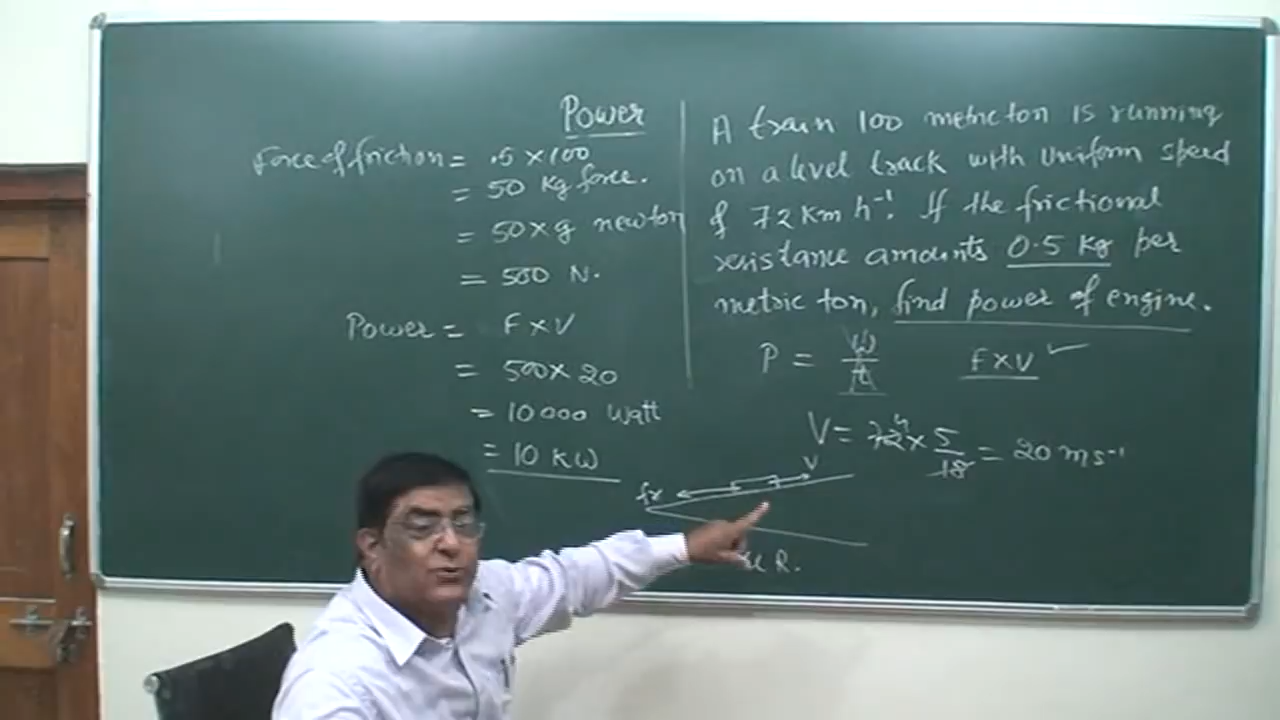 Power
Force of friction = .5 × 100
= 50 Kg force.
= 50 × g newton
= 500 N.
Power = F × V
= 500 × 20
= 10000 Watt
= 10 KW
A train 100 metric ton is running
on a level track with uniform speed
of 72 Km h⁻¹. If the frictional
resistance amounts 0.5 Kg per
metric ton, find power of engine.
P = W/t F × V ✓
V = 72 4 × 5/18 = 20 m s⁻¹
V
fr
R.